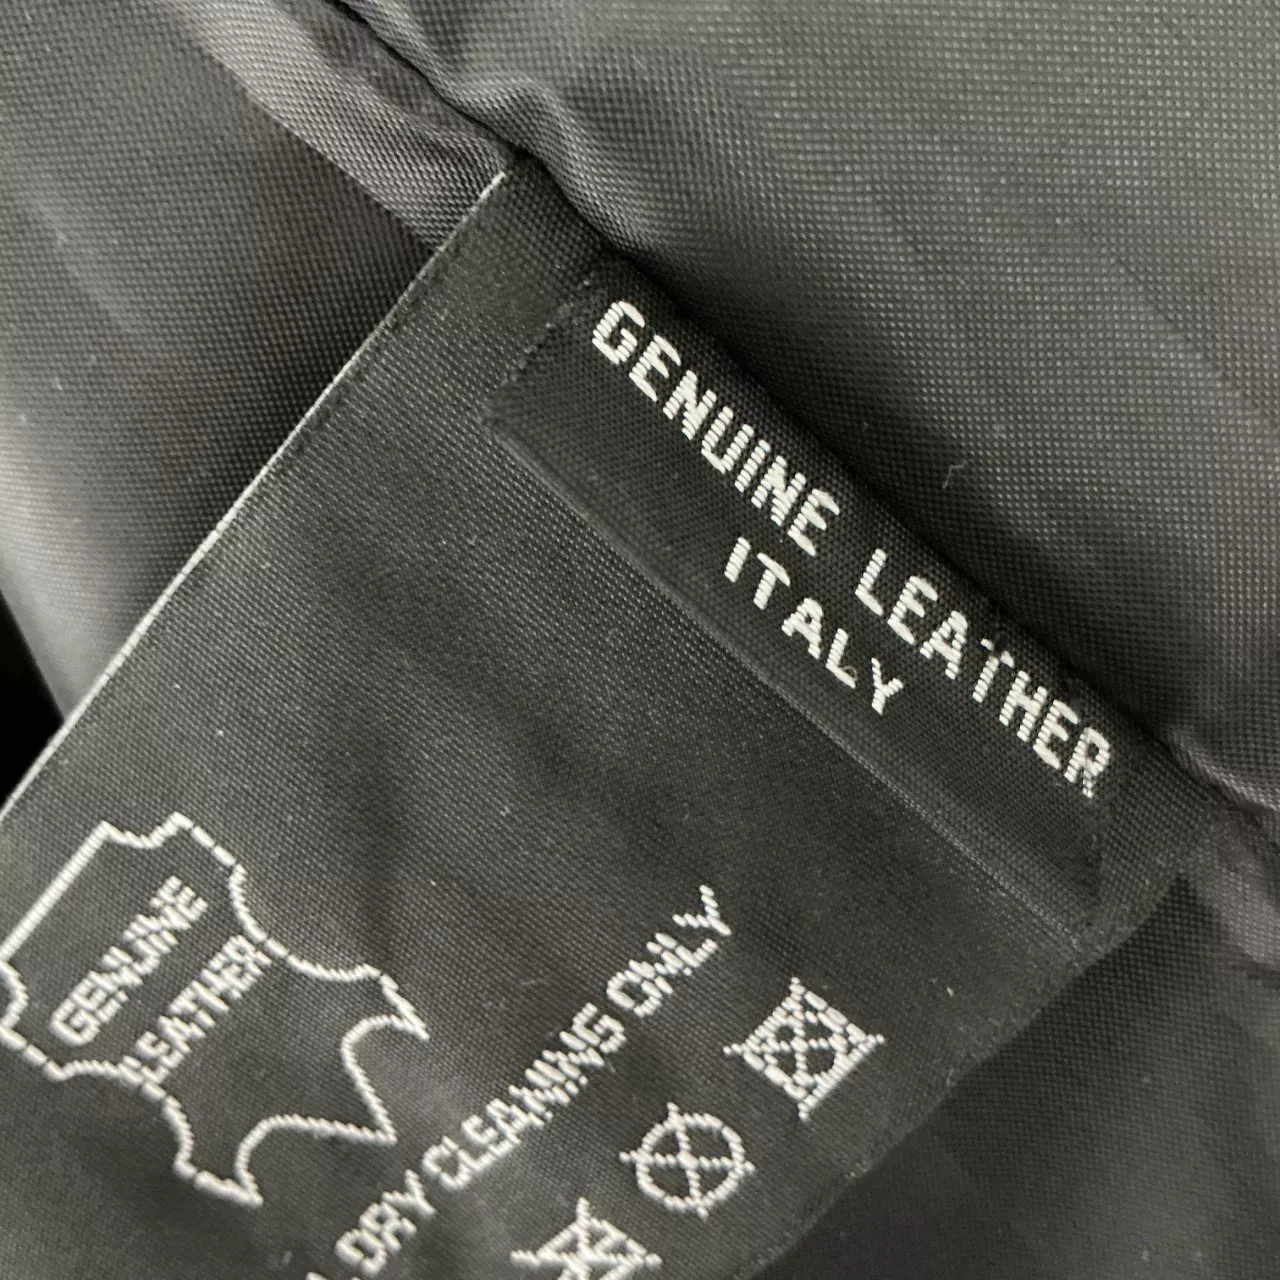 GENUINE LEATHER
ITALY
GENUINE
LEATHER
DRY CLEANING ONLY